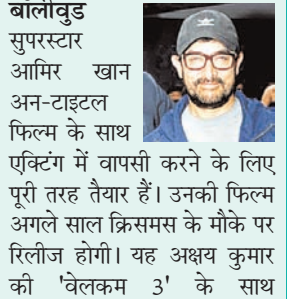 बॉलीवुड
सुपरस्टार
आमिर खान
अन-टाइटल
फिल्म के साथ
एक्टिंग में वापसी करने के लिए
पूरी तरह तैयार हैं। उनकी फिल्म
अगले साल क्रिसमस के मौके पर
रिलीज होगी। यह अक्षय कुमार
की 'वेलकम 3' के साथ